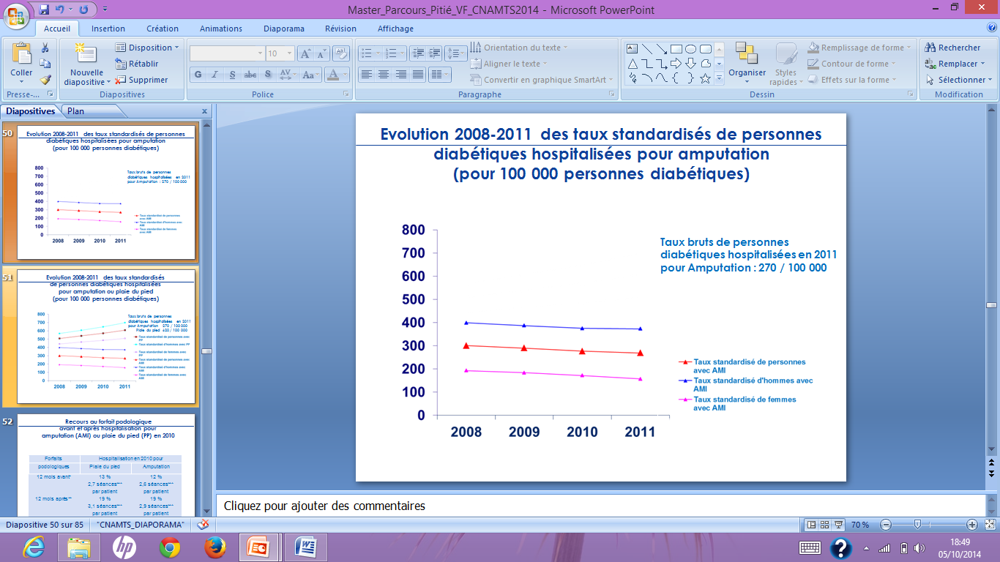 Master_Parcours_Pitié_VF_CNAMTS2014 - Microsoft PowerPoint
Accueil Insertion Création Animations Diaporama Révision Affichage
Coller
Presse-...
Nouvelle diapositive
Disposition
Rétablir
Supprimer
Diapositives
10
G I S abc S AV Aa A
Police
Orientation du texte
Aligner le texte
Convertir en graphique SmartArt
Paragraphe
Organiser
Styles rapides
Remplissage de forme
Contour de forme
Effets sur la forme
Dessin
Rechercher
Remplacer
Sélectionner
Modification
Diapositives Plan x
50
Evolution 2008-2011 des taux standardisés de personnes
diabétiques hospitalisées pour amputation
(pour 100 000 personnes diabétiques)
Taux bruts de personnes
diabétiques hospitalisées en 2011
pour Amputation : 270 / 100 000
800
700
600
500
400
300
200
100
0
2008 2009 2010 2011
Taux standardisé de personnes
avec AMI
Taux standardisé d'hommes avec
AMI
Taux standardisé de femmes
avec AMI
51
Evolution 2008-2011 des taux standardisés
de personnes diabétiques hospitalisées
pour amputation ou plaie du pied
(pour 100 000 personnes diabétiques)
Taux bruts de personnes
diabétiques hospitalisées en 2011
pour Amputation 270 / 100 000
Plaie du pied 620 / 100 000
800
700
600
500
400
300
200
100
0
2008 2009 2010 2011
Taux standardisé de personnes avec
PP
Taux standardisé d'hommes avec PP
Taux standardisé de femmes avec
PP
Taux standardisé de personnes avec
AMI
Taux standardisé d'hommes avec
AMI
Taux standardisé de femmes avec
AMI
52
Recours au forfait podologique
avant et après hospitalisation pour
amputation (AMI) ou plaie du pied (PP) en 2010
Forfaits Hospitalisation en 2010 pour
podologiques Plaie du pied Amputation
12 mois avant* 13 % 12 %
2,7 séances*** 2,6 séances***
par patient par patient
12 mois après** 19 % 19 %
3,1 séances*** 2,9 séances***
par patient par patient
Evolution 2008-2011 des taux standardisés de personnes
diabétiques hospitalisées pour amputation
(pour 100 000 personnes diabétiques)
Taux bruts de personnes
diabétiques hospitalisées en 2011
pour Amputation : 270 / 100 000
800
700
600
500
400
300
200
100
0
2008 2009 2010 2011
Taux standardisé de personnes
avec AMI
Taux standardisé d'hommes avec
AMI
Taux standardisé de femmes
avec AMI
Cliquez pour ajouter des commentaires
Diapositive 50 sur 85 "CNAMTS_DIAPORAMA" 70 %
18:49
05/10/2014